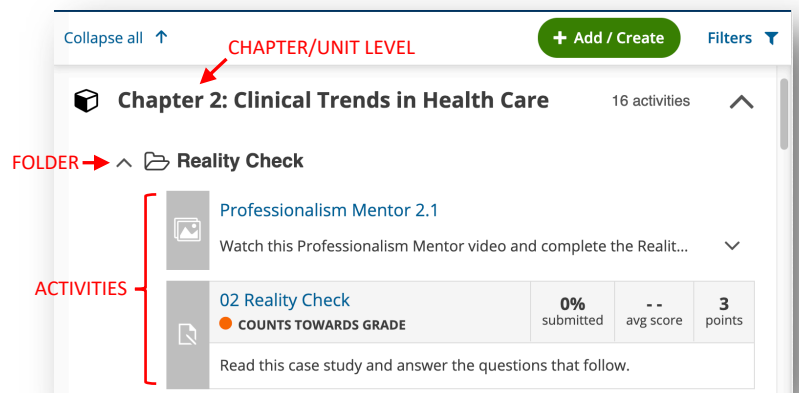 Collapse all ↑
+ Add / Create
Filters
CHAPTER/UNIT LEVEL
Chapter 2: Clinical Trends in Health Care
16 activities
FOLDER
Reality Check
Professionalism Mentor 2.1
Watch this Professionalism Mentor video and complete the Realit...
ACTIVITIES
02 Reality Check
COUNTS TOWARDS GRADE
0%
submitted
- -
avg score
3
points
Read this case study and answer the questions that follow.